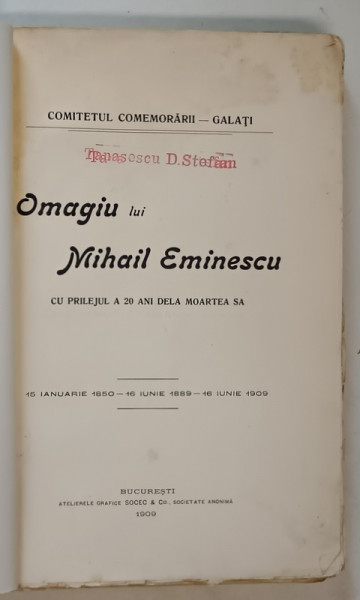 COMITETUL COMEMORĂRII — GALAȚI
Tanasescu D. Stefan
Omagiu lui
Mihail Eminescu
CU PRILEJUL A 20 ANI DELA MOARTEA SA
15 IANUARIE 1850 — 16 IUNIE 1889 — 16 IUNIE 1909
BUCUREȘTI
ATELIERELE GRAFICE SOCEC & Co., SOCIETATE ANONIMĂ
1909